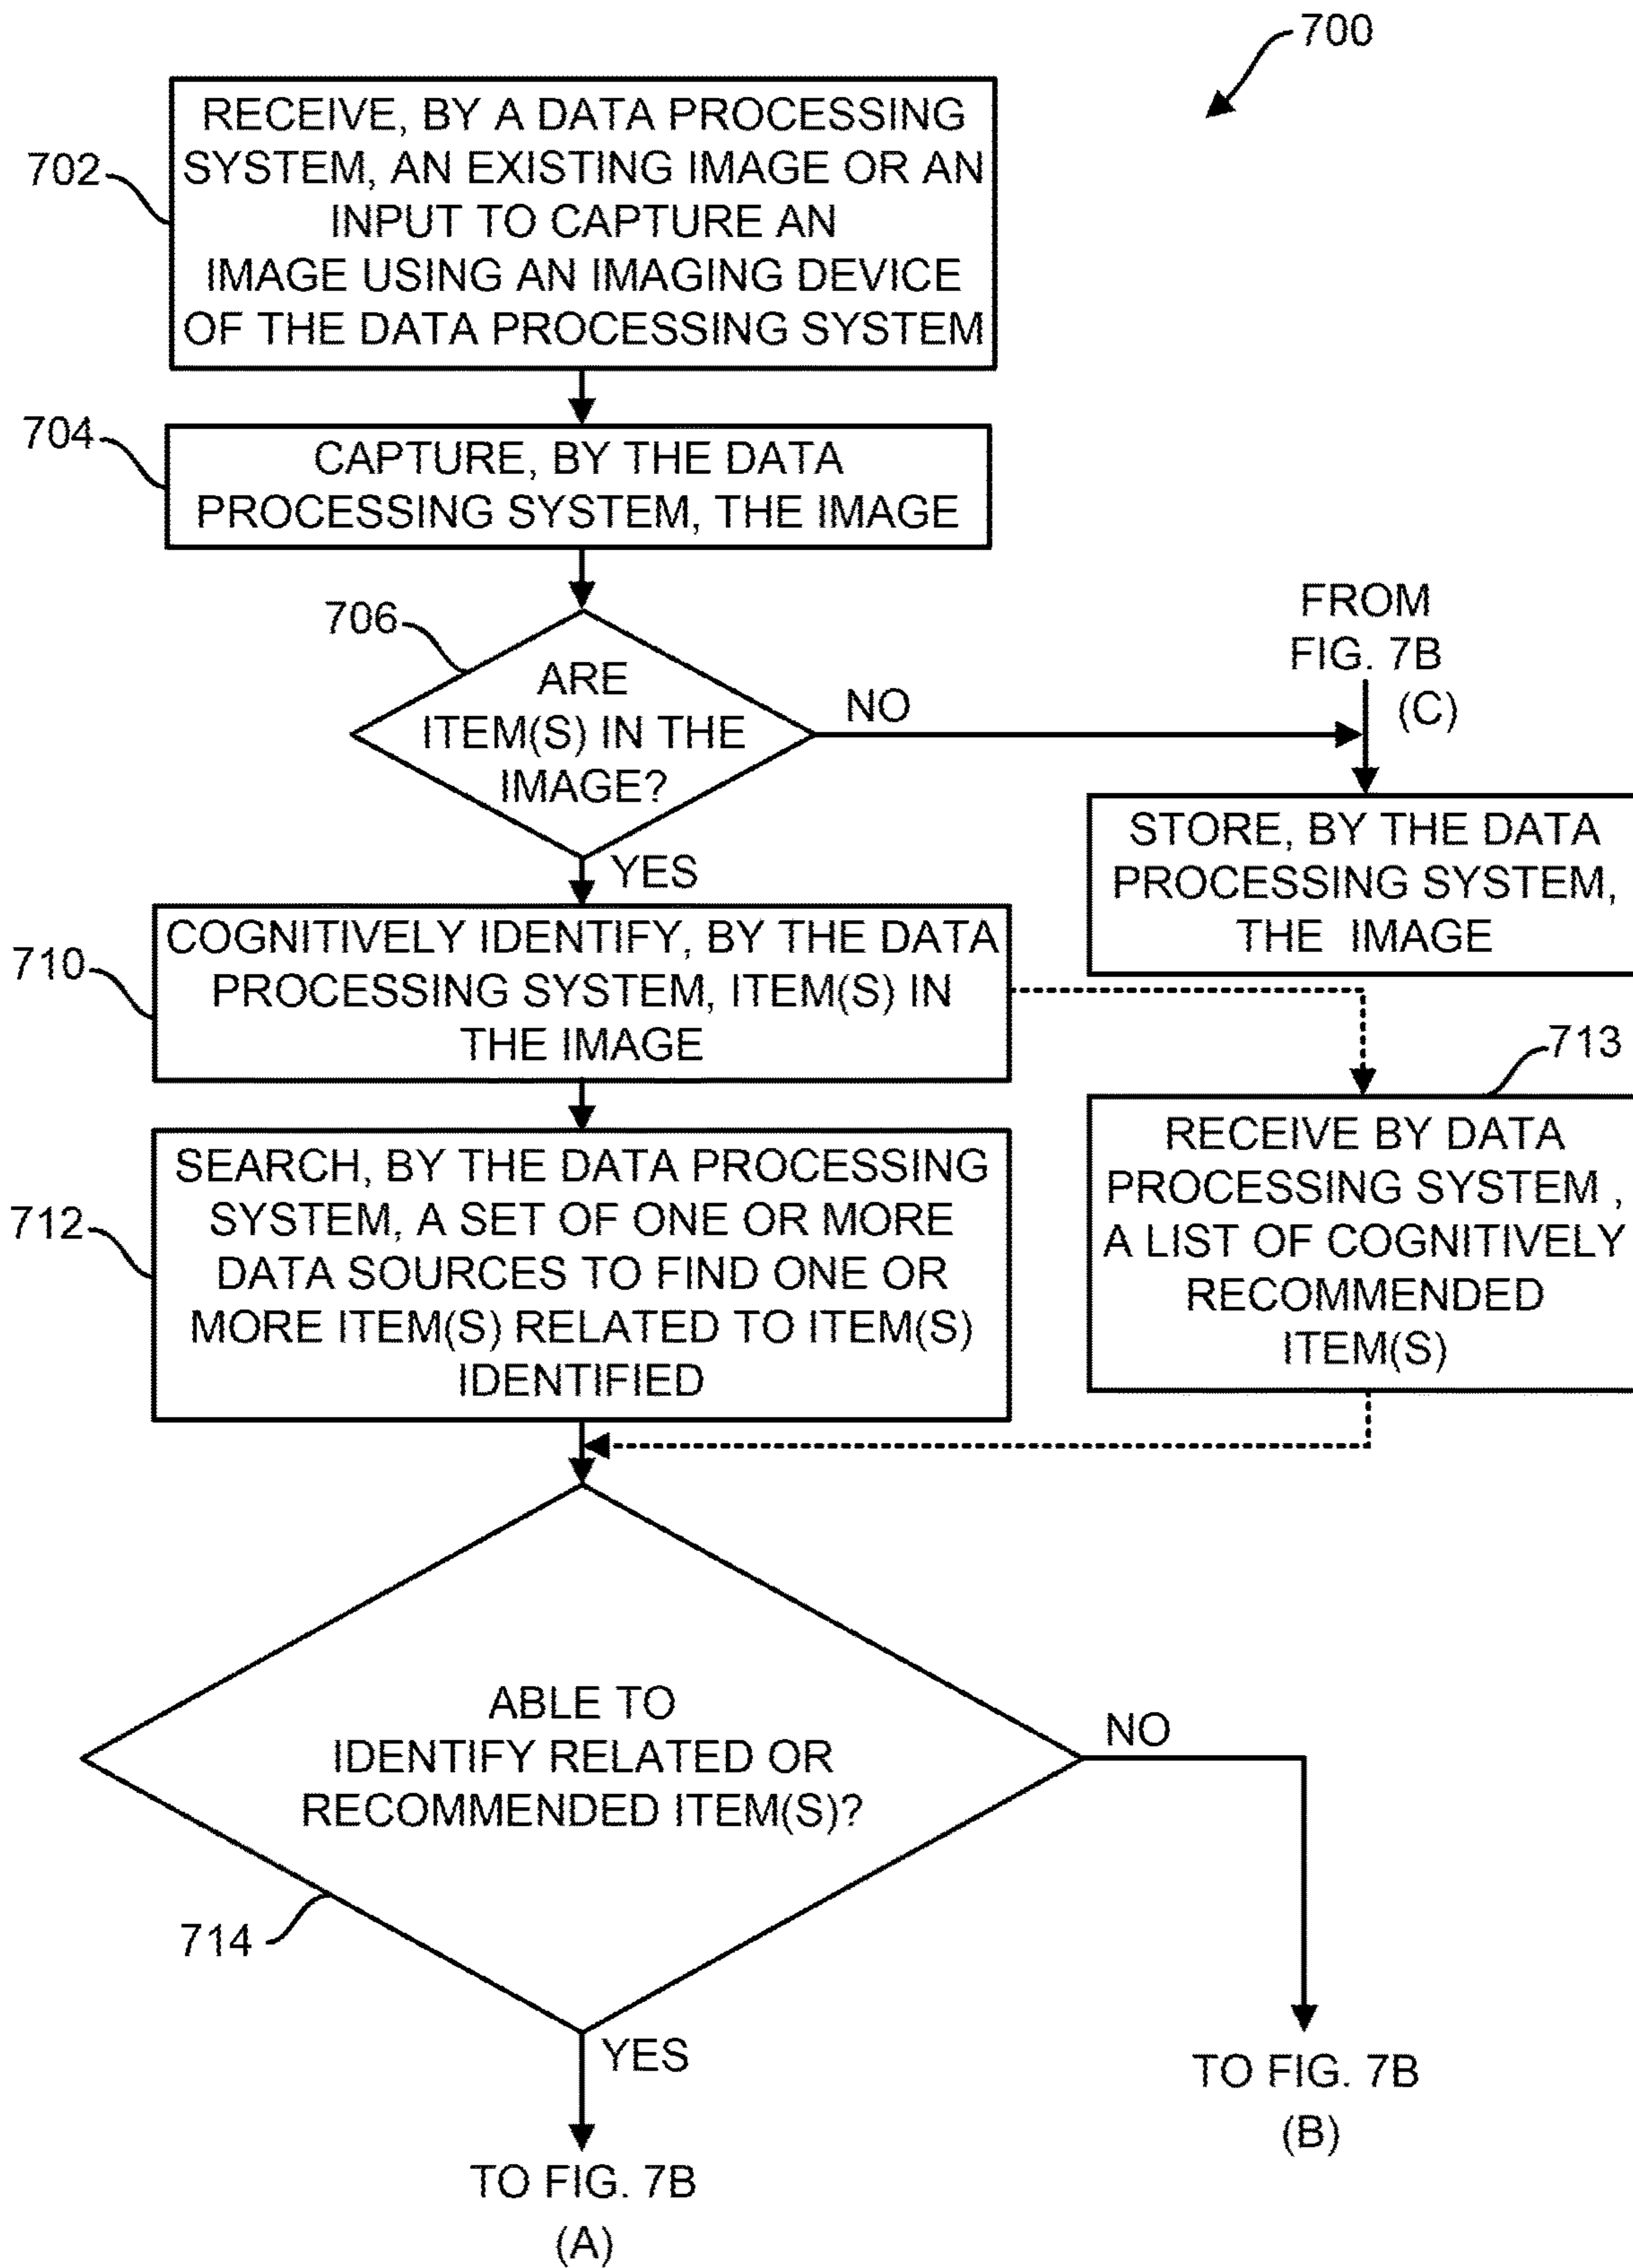 700
702
RECEIVE, BY A DATA PROCESSING
SYSTEM, AN EXISTING IMAGE OR AN
INPUT TO CAPTURE AN
IMAGE USING AN IMAGING DEVICE
OF THE DATA PROCESSING SYSTEM
704
CAPTURE, BY THE DATA
PROCESSING SYSTEM, THE IMAGE
706
ARE
ITEM(S) IN THE
IMAGE?
NO
YES
FROM
FIG. 7B
(C)
STORE, BY THE DATA
PROCESSING SYSTEM,
THE IMAGE
710
COGNITIVELY IDENTIFY, BY THE DATA
PROCESSING SYSTEM, ITEM(S) IN
THE IMAGE
713
RECEIVE BY DATA
PROCESSING SYSTEM ,
A LIST OF COGNITIVELY
RECOMMENDED
ITEM(S)
712
SEARCH, BY THE DATA PROCESSING
SYSTEM, A SET OF ONE OR MORE
DATA SOURCES TO FIND ONE OR
MORE ITEM(S) RELATED TO ITEM(S)
IDENTIFIED
ABLE TO
IDENTIFY RELATED OR
RECOMMENDED ITEM(S)?
714
NO
YES
TO FIG. 7B
(B)
TO FIG. 7B
(A)